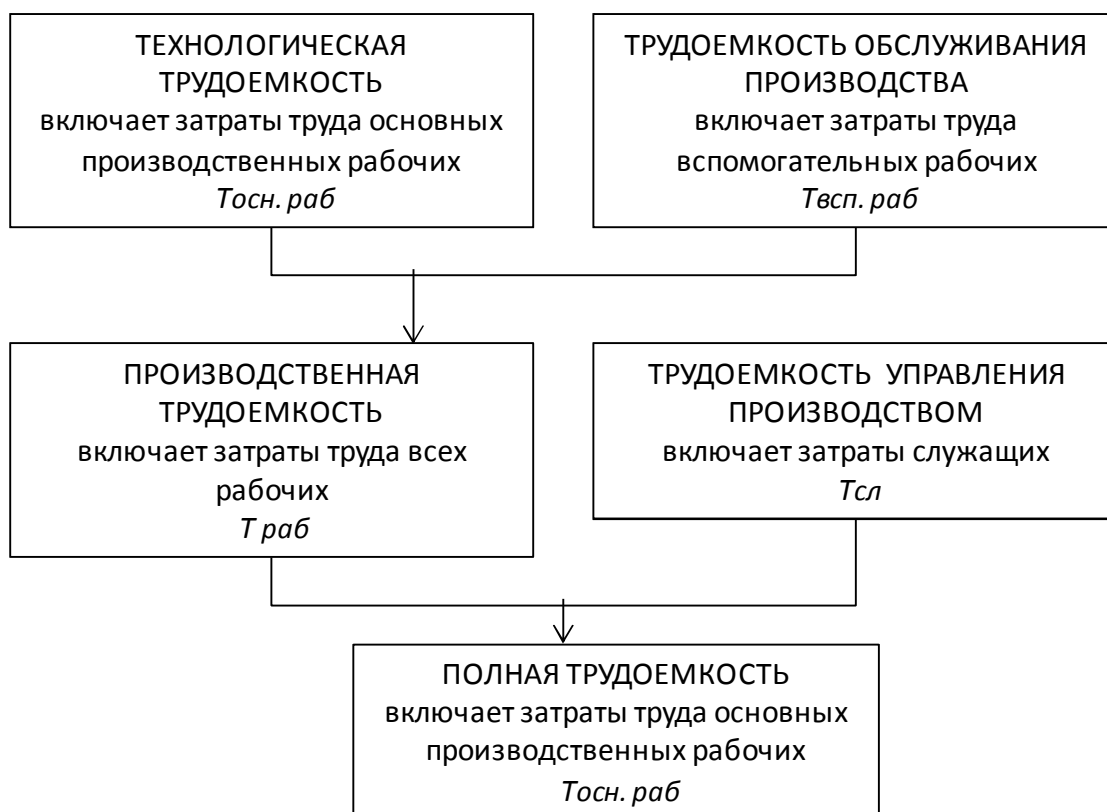 ТЕХНОЛОГИЧЕСКАЯ
ТРУДОЕМКОСТЬ
включает затраты труда основных
производственных рабочих
Тосн. раб
ТРУДОЕМКОСТЬ ОБСЛУЖИВАНИЯ
ПРОИЗВОДСТВА
включает затраты труда
вспомогательных рабочих
Твсп. раб
ПРОИЗВОДСТВЕННАЯ
ТРУДОЕМКОСТЬ
включает затраты труда всех
рабочих
Т раб
ТРУДОЕМКОСТЬ УПРАВЛЕНИЯ
ПРОИЗВОДСТВОМ
включает затраты служащих
Тсл
ПОЛНАЯ ТРУДОЕМКОСТЬ
включает затраты труда основных
производственных рабочих
Тосн. раб